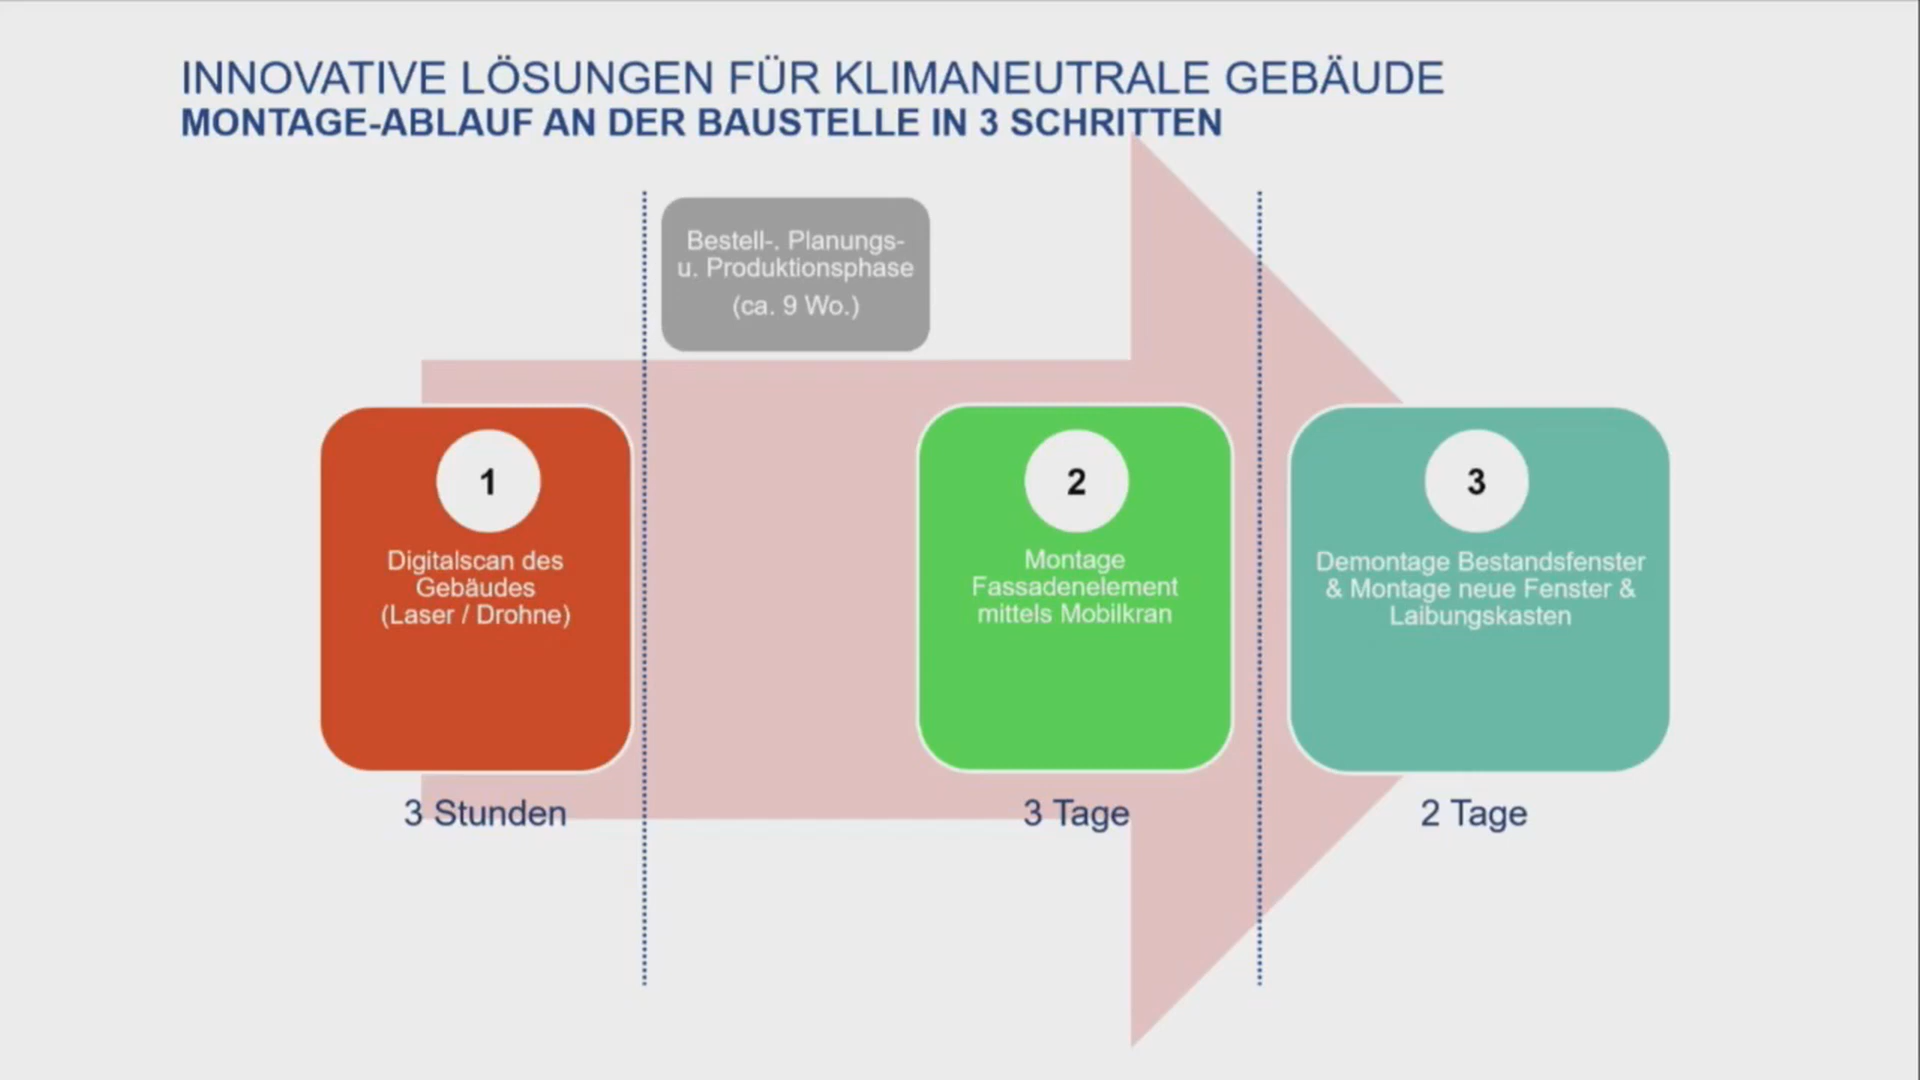 INNOVATIVE LÖSUNGEN FÜR KLIMANEUTRALE GEBÄUDE
MONTAGE-ABLAUF AN DER BAUSTELLE IN 3 SCHRITTEN
Bestell-. Planungs-
u. Produktionsphase
(ca. 9 Wo.)
1
Digitalscan des
Gebäudes
(Laser / Drohne)
3 Stunden
2
Montage
Fassadenelement
mittels Mobilkran
3 Tage
3
Demontage Bestandsfenster
& Montage neue Fenster &
Laibungskasten
2 Tage